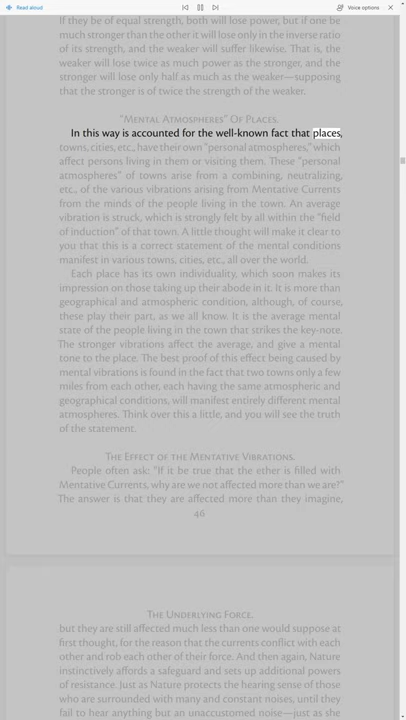 Read aloud
Voice options
If they be of equal strength, both will lose power, but if one be
much stronger than the other it will lose only in the inverse ratio
of its strength, and the weaker will suffer likewise. That is, the
weaker will lose twice as much power as the stronger, and the
stronger will lose only half as much as the weaker—supposing
that the stronger is of twice the strength of the weaker.
"Mental Atmospheres" Of Places.
In this way is accounted for the well-known fact that places,
towns, cities, etc., have their own "personal atmospheres," which
affect persons living in them or visiting them. These "personal
atmospheres" of towns arise from a combining, neutralizing,
etc., of the various vibrations arising from Mentative Currents
from the minds of the people living in the town. An average
vibration is struck, which is strongly felt by all within the "field
of induction" of that town. A little thought will make it clear to
you that this is a correct statement of the mental conditions
manifest in various towns, cities, etc., all over the world.
Each place has its own individuality, which soon makes its
impression on those taking up their abode in it. It is more than
geographical and atmospheric condition, although, of course,
these play their part, as we all know. It is the average mental
state of the people living in the town that strikes the key-note.
The stronger vibrations affect the average, and give a mental
tone to the place. The best proof of this effect being caused by
mental vibrations is found in the fact that two towns only a few
miles from each other, each having the same atmospheric and
geographical conditions, will manifest entirely different mental
atmospheres. Think over this a little, and you will see the truth
of the statement.
The Effect of the Mentative Vibrations.
People often ask: "If it be true that the ether is filled with
Mentative Currents, why are we not affected more than we are?"
The answer is that they are affected more than they imagine,
46
The Underlying Force.
but they are still affected much less than one would suppose at
first thought, for the reason that the currents conflict with each
other and rob each other of their force. And then again, Nature
instinctively affords a safeguard and sets up additional powers
of resistance. Just as Nature protects the hearing sense of those
who are surrounded with many and constant noises, until they
fail to hear anything but an unaccustomed noise—just as she